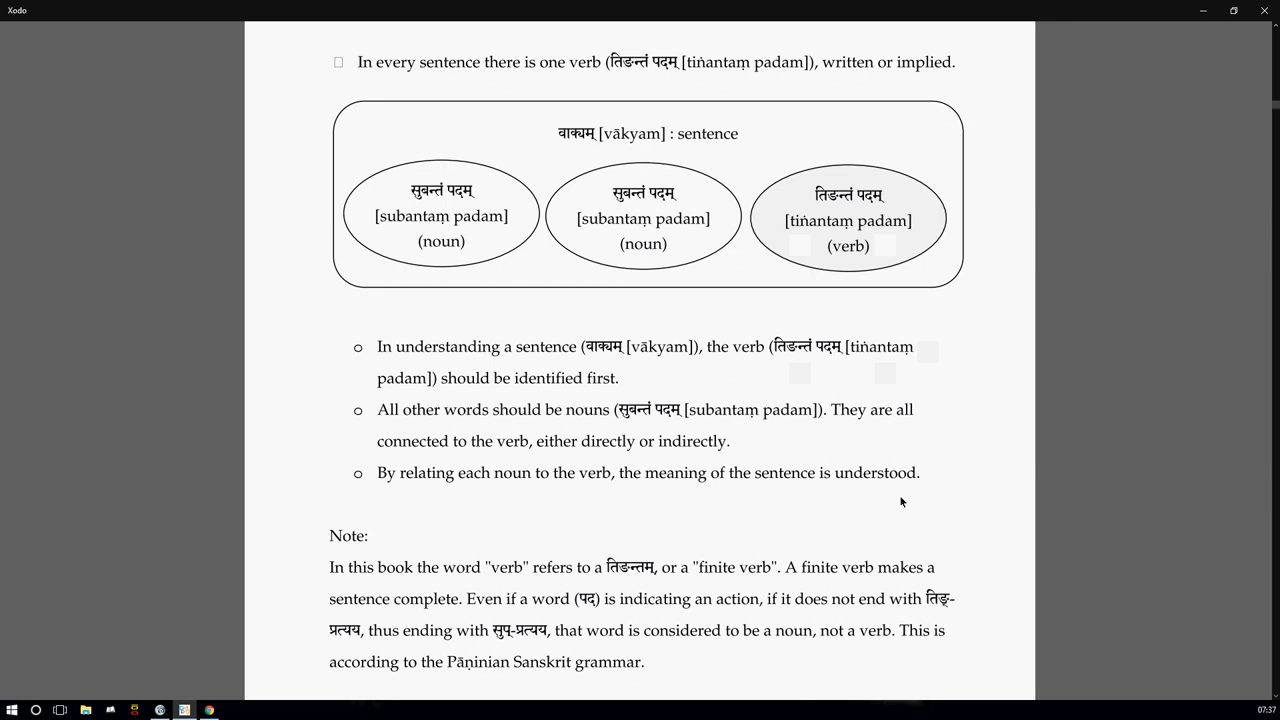 Xodo
In every sentence there is one verb (तिङन्तं पदम् [tiṅantaṃ padam]), written or implied.
वाक्यम् [vākyam] : sentence
सुबन्तं पदम्
[subantaṃ padam]
(noun)
सुबन्तं पदम्
[subantaṃ padam]
(noun)
तिङन्तं पदम्
[tiṅantaṃ padam]
(verb)
o In understanding a sentence (वाक्यम् [vākyam]), the verb (तिङन्तं पदम् [tiṅantaṃ
padam]) should be identified first.
o All other words should be nouns (सुबन्तं पदम् [subantaṃ padam]). They are all
connected to the verb, either directly or indirectly.
o By relating each noun to the verb, the meaning of the sentence is understood.
Note:
In this book the word "verb" refers to a तिङन्तम्, or a "finite verb". A finite verb makes a
sentence complete. Even if a word (पद) is indicating an action, if it does not end with तिङ्-
प्रत्यय, thus ending with सुप्-प्रत्यय, that word is considered to be a noun, not a verb. This is
according to the Pāṇinian Sanskrit grammar.
07:37